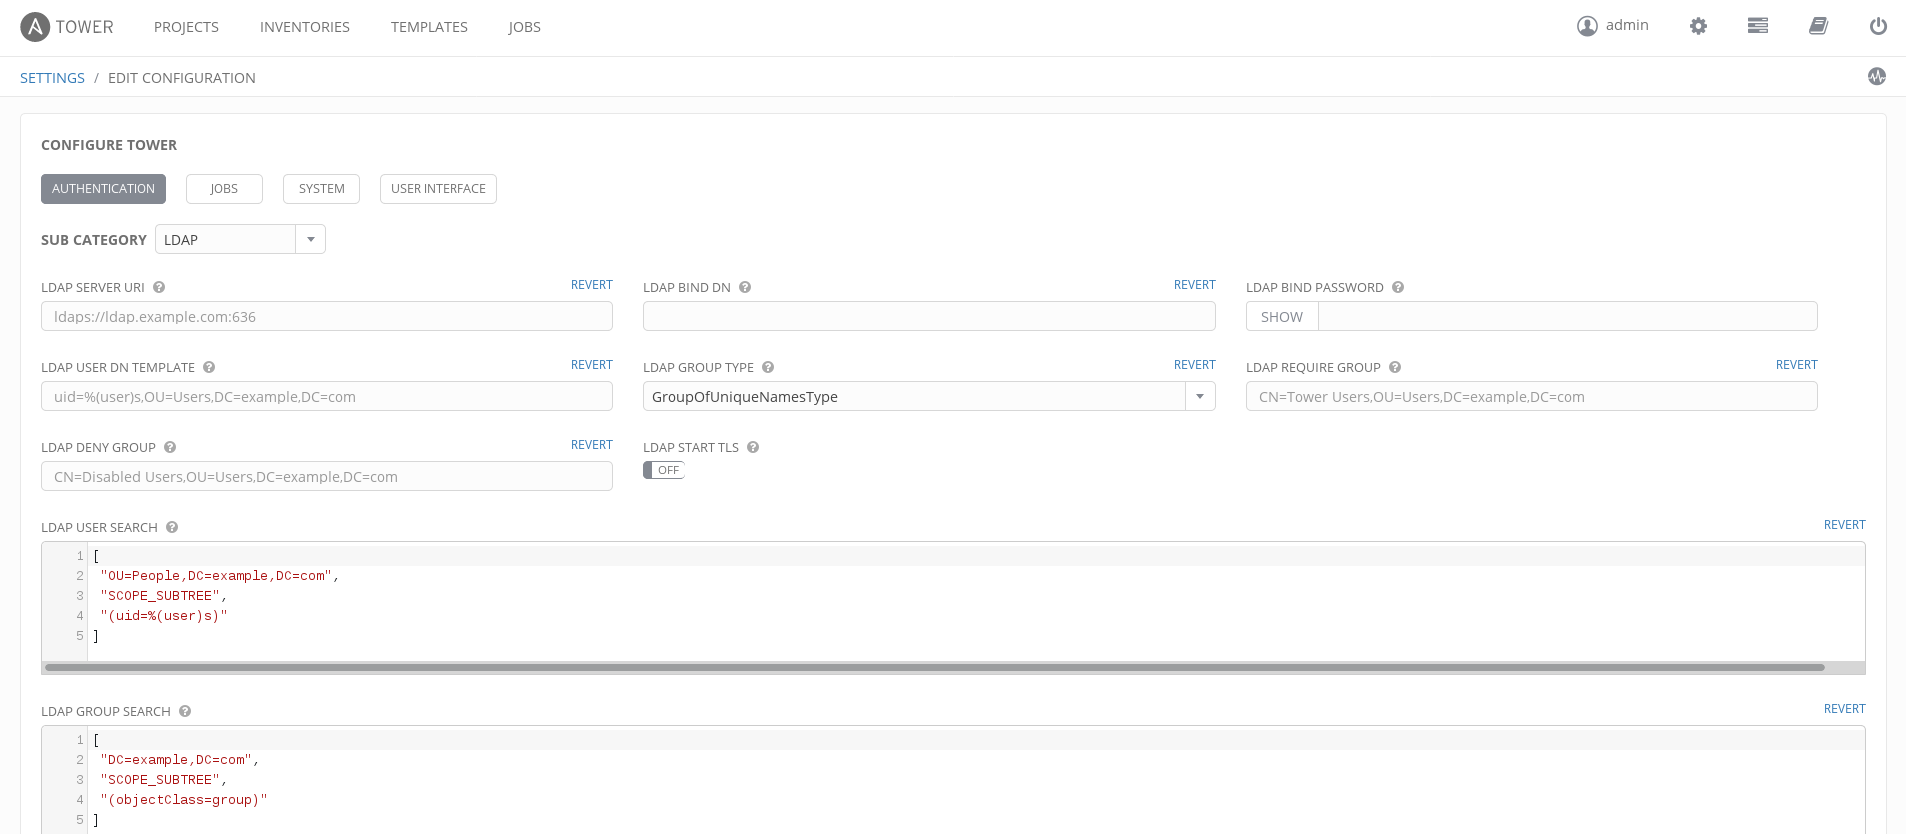 TOWER PROJECTS INVENTORIES TEMPLATES JOBS admin
SETTINGS / EDIT CONFIGURATION
CONFIGURE TOWER
AUTHENTICATION JOBS SYSTEM USER INTERFACE
SUB CATEGORY LDAP
LDAP SERVER URI ? REVERT LDAP BIND DN ? REVERT LDAP BIND PASSWORD ?
ldaps://ldap.example.com:636 SHOW
LDAP USER DN TEMPLATE ? REVERT LDAP GROUP TYPE ? REVERT LDAP REQUIRE GROUP ? REVERT
uid=%(user)s,OU=Users,DC=example,DC=com GroupOfUniqueNamesType CN=Tower Users,OU=Users,DC=example,DC=com
LDAP DENY GROUP ? REVERT LDAP START TLS ?
CN=Disabled Users,OU=Users,DC=example,DC=com OFF
LDAP USER SEARCH ? REVERT
1 [
2 "OU=People,DC=example,DC=com",
3 "SCOPE_SUBTREE",
4 "(uid=%(user)s)"
5 ]
LDAP GROUP SEARCH ? REVERT
1 [
2 "DC=example,DC=com",
3 "SCOPE_SUBTREE",
4 "(objectClass=group)"
5 ]